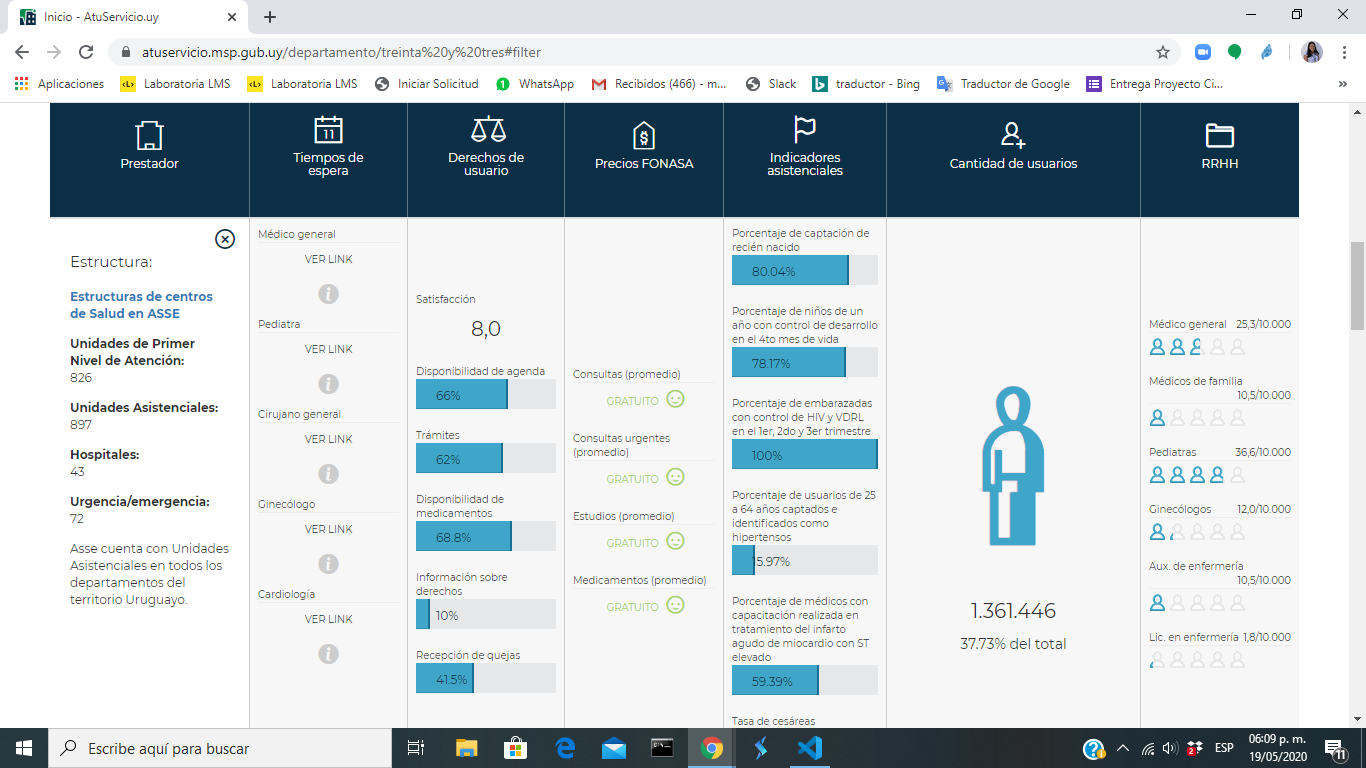 Inicio - AtuServicio.uy
atuservicio.msp.gub.uy/departamento/treinta%20y%20tres#filter
Aplicaciones
<L> Laboratoria LMS
<L> Laboratoria LMS
Iniciar Solicitud
1 WhatsApp
Recibidos (466) - m...
Slack
traductor - Bing
Traductor de Google
Entrega Proyecto Ci...
»
Prestador
11
Tiempos de
espera
Derechos de
usuario
$
Precios FONASA
Indicadores
asistenciales
Cantidad de usuarios
RRHH
Estructura:
Estructuras de centros
de Salud en ASSE
Unidades de Primer
Nivel de Atención:
826
Unidades Asistenciales:
897
Hospitales:
43
Urgencia/emergencia:
72
Asse cuenta con Unidades
Asistenciales en todos los
departamentos del
territorio Uruguayo.
Médico general
VER LINK
i
Pediatra
VER LINK
i
Cirujano general
VER LINK
i
Ginecólogo
VER LINK
i
Cardiología
VER LINK
i
Satisfacción
8,0
Disponibilidad de agenda
66%
Trámites
62%
Disponibilidad de
medicamentos
68.8%
Información sobre
derechos
10%
Recepción de quejas
41.5%
Consultas (promedio)
GRATUITO
Consultas urgentes
(promedio)
GRATUITO
Estudios (promedio)
GRATUITO
Medicamentos (promedio)
GRATUITO
Porcentaje de captación de
recién nacido
80.04%
Porcentaje de niños de un
año con control de desarrollo
en el 4to mes de vida
78.17%
Porcentaje de embarazadas
con control de HIV y VDRL
en el 1er, 2do y 3er trimestre
100%
Porcentaje de usuarios de 25
a 64 años captados e
identificados como
hipertensos
15.97%
Porcentaje de médicos con
capacitación realizada en
tratamiento del infarto
agudo de miocardio con ST
elevado
59.39%
Tasa de cesáreas
1.361.446
37.73% del total
Médico general 25,3/10.000
Médicos de familia
10,5/10.000
Pediatras 36,6/10.000
Ginecólogos 12,0/10.000
Aux. de enfermería
10,5/10.000
Lic. en enfermería 1,8/10.000
Escribe aquí para buscar
ESP
06:09 p. m.
19/05/2020
11